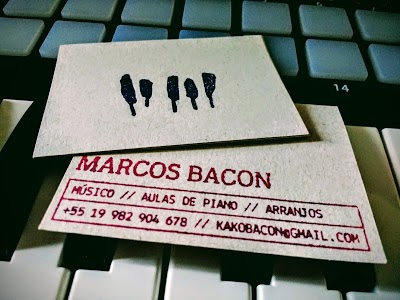 14
MARCOS BACON
MÚSICO // AULAS DE PIANO // ARRANJOS
+55 19 982 904 678 // KAKOBACON@GMAIL.COM